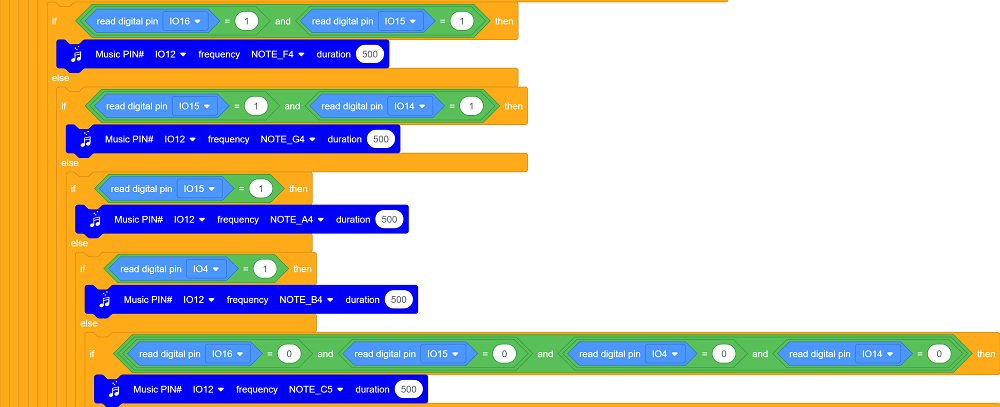 if read digital pin IO16 = 1 and read digital pin IO15 = 1 then
Music PIN# IO12 frequency NOTE_F4 duration 500
else
if read digital pin IO15 = 1 and read digital pin IO14 = 1 then
Music PIN# IO12 frequency NOTE_G4 duration 500
else
if read digital pin IO15 = 1 then
Music PIN# IO12 frequency NOTE_A4 duration 500
else
if read digital pin IO4 = 1 then
Music PIN# IO12 frequency NOTE_B4 duration 500
else
if read digital pin IO16 = 0 and read digital pin IO15 = 0 and read digital pin IO4 = 0 and read digital pin IO14 = 0 then
Music PIN# IO12 frequency NOTE_C5 duration 500